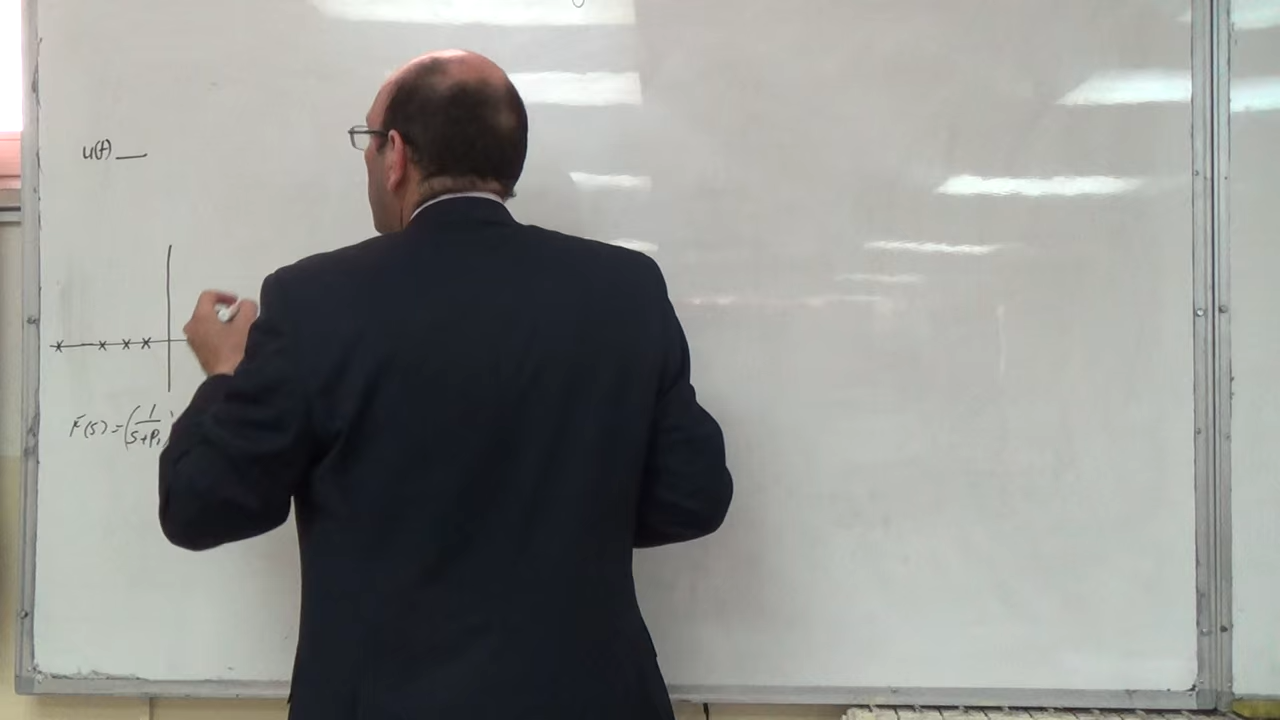 u(t)
F(s) = (1/(s+p₁)